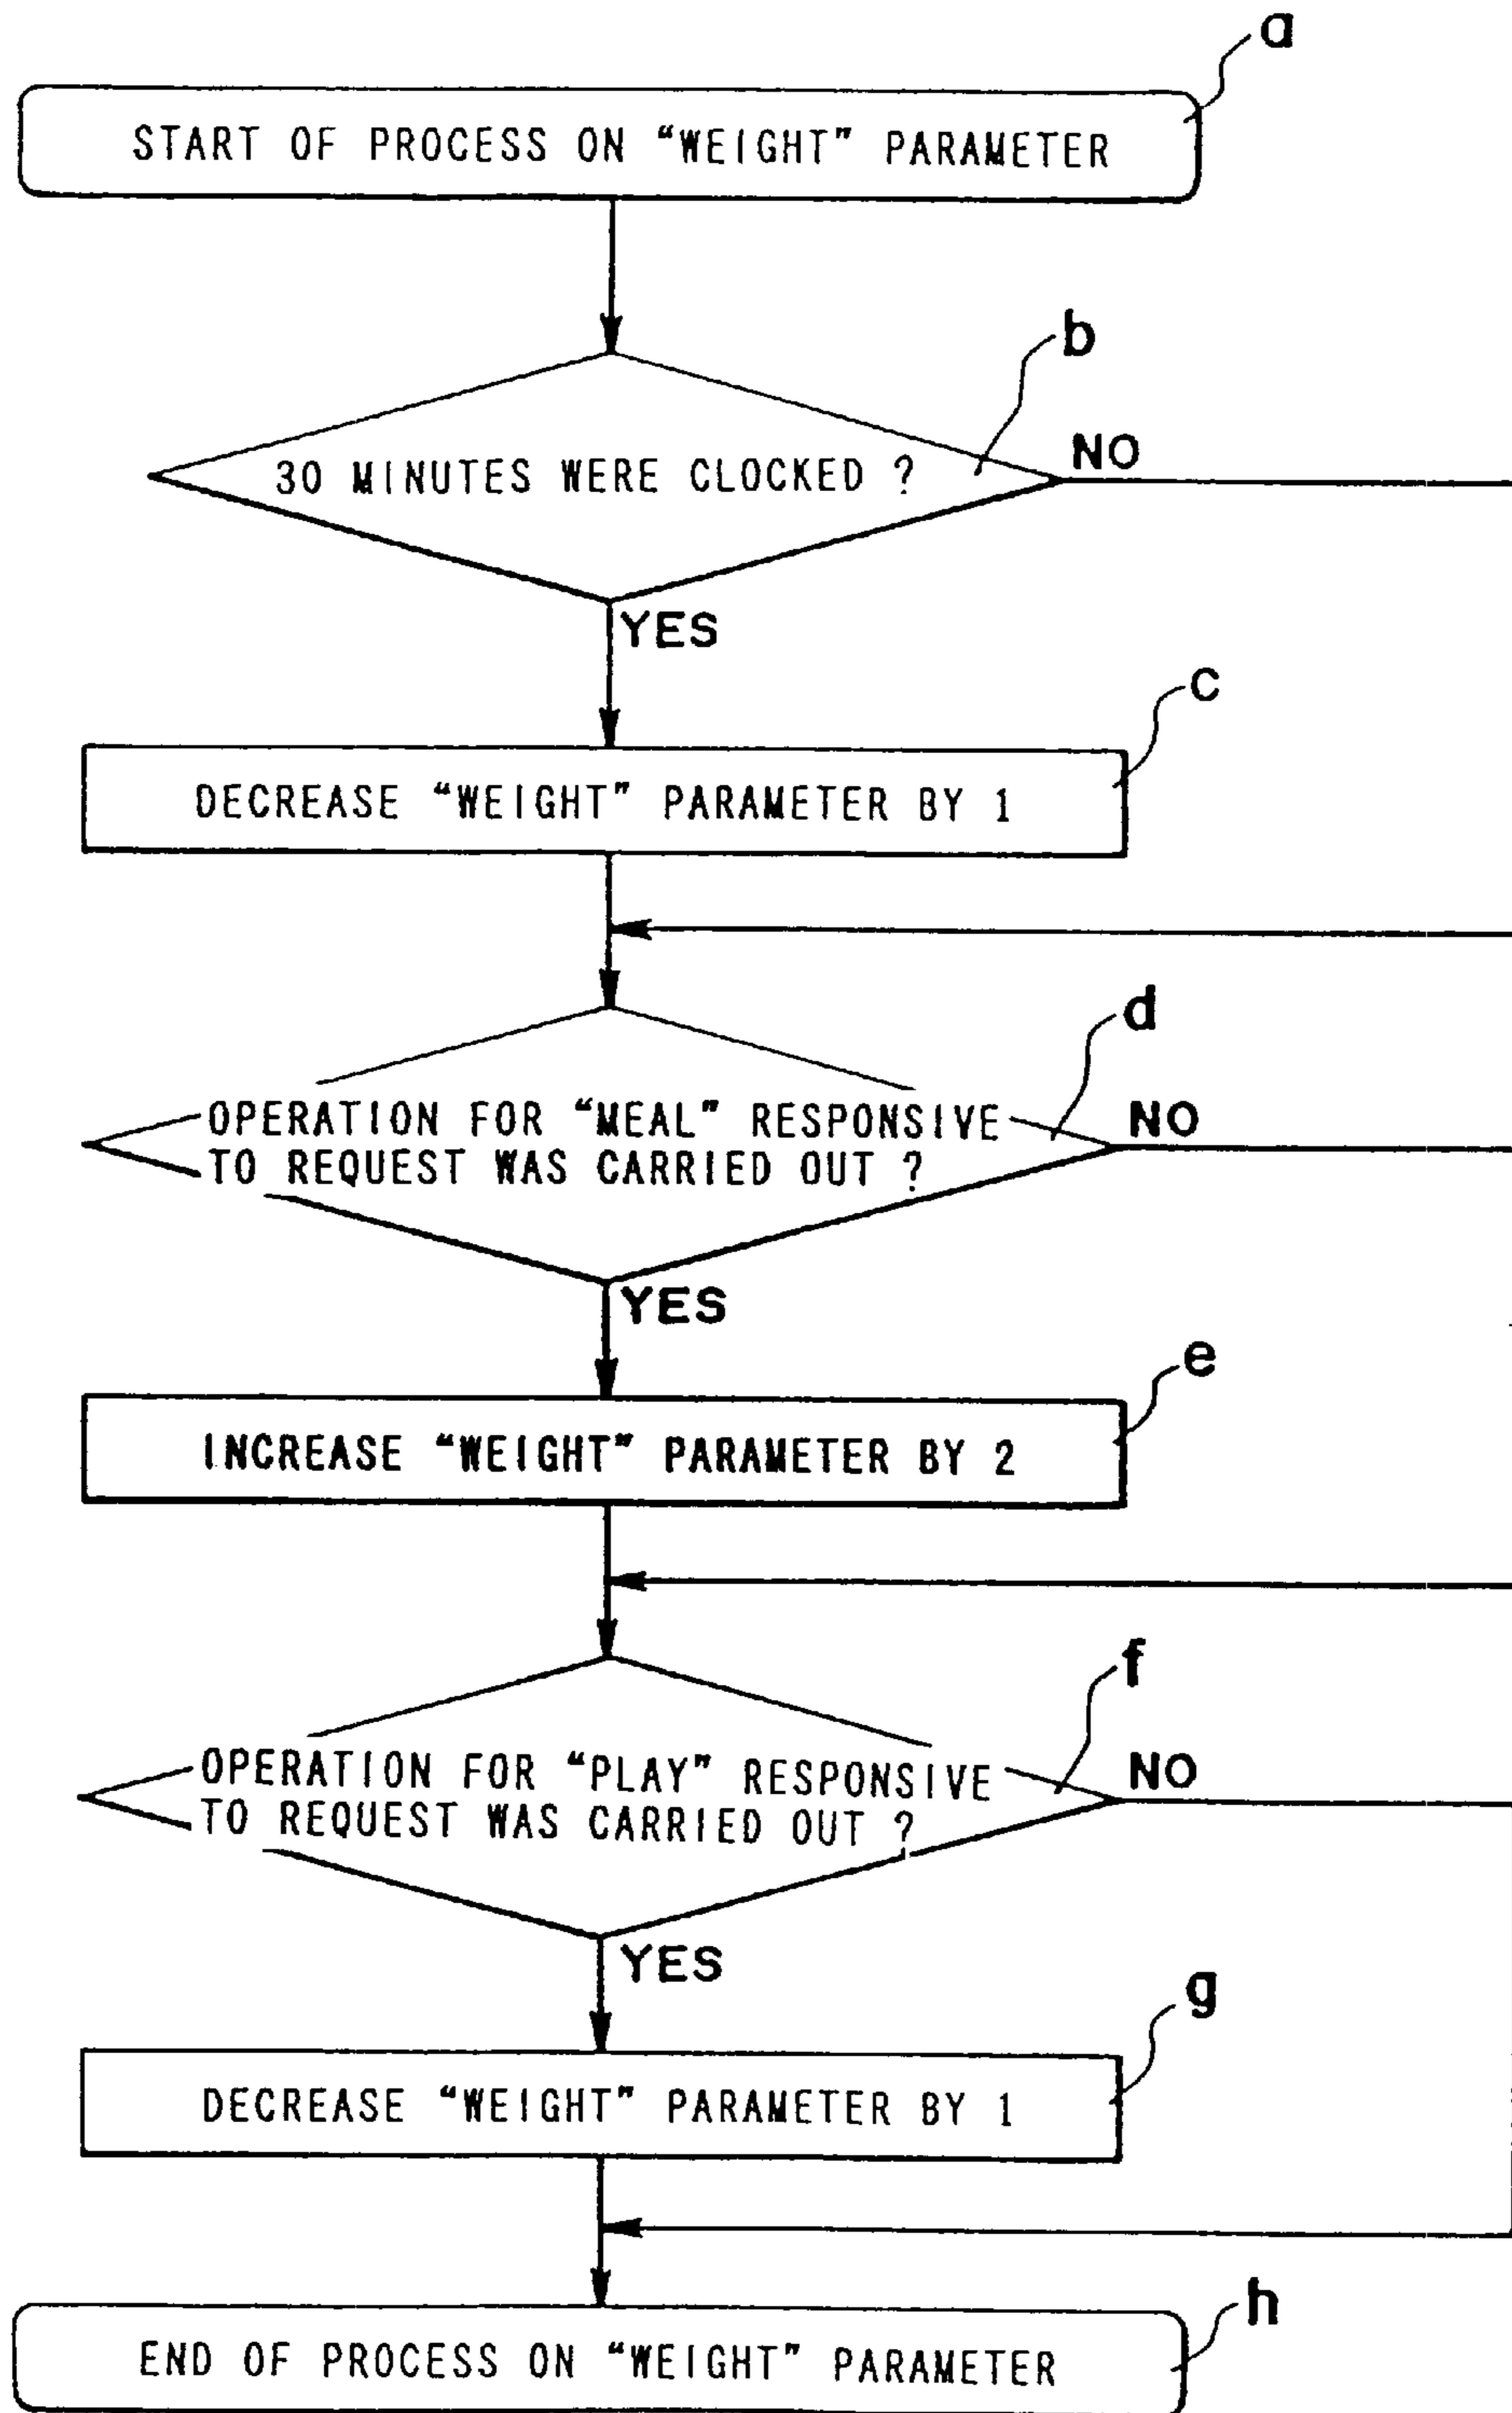 a
START OF PROCESS ON “WEIGHT” PARAMETER
b
30 MINUTES WERE CLOCKED ?
NO
YES
c
DECREASE “WEIGHT” PARAMETER BY 1
d
OPERATION FOR “MEAL” RESPONSIVE
TO REQUEST WAS CARRIED OUT ?
NO
YES
e
INCREASE “WEIGHT” PARAMETER BY 2
f
OPERATION FOR “PLAY” RESPONSIVE
TO REQUEST WAS CARRIED OUT ?
NO
YES
g
DECREASE “WEIGHT” PARAMETER BY 1
h
END OF PROCESS ON “WEIGHT” PARAMETER